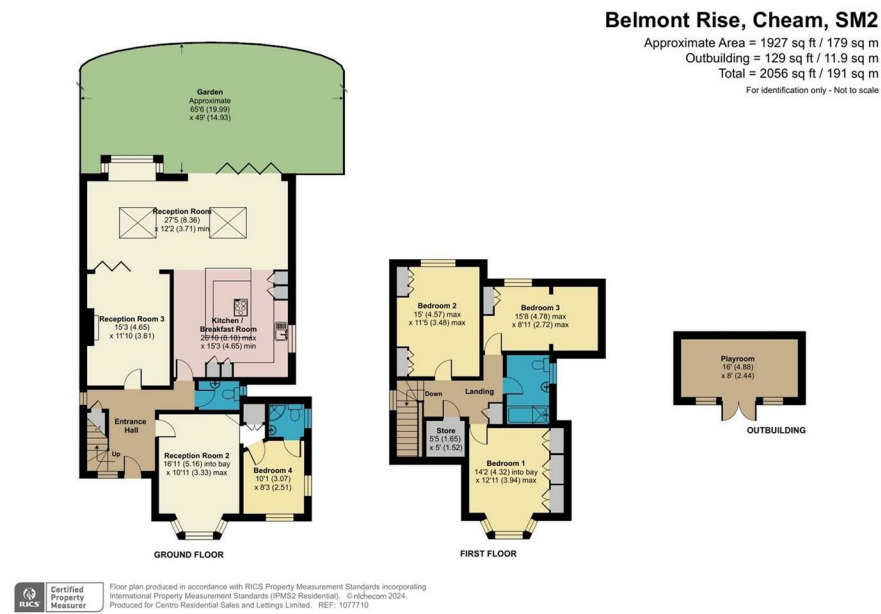 Belmont Rise, Cheam, SM2
Approximate Area = 1927 sq ft / 179 sq m
Outbuilding = 129 sq ft / 11.9 sq m
Total = 2056 sq ft / 191 sq m
For identification only - Not to scale
Garden
Approximate
65'6 (19.99)
x 49' (14.93)
Reception Room
27'5 (8.36)
x 12'2 (3.71) min
Reception Room 3
15'3 (4.65)
x 11'10 (3.61)
Kitchen /
Breakfast Room
26'10 (8.18) max
x 15'3 (4.65) min
Entrance
Hall
Up
Reception Room 2
16'11 (5.16) into bay
x 10'11 (3.33) max
Bedroom 4
10'1 (3.07)
x 8'3 (2.51)
GROUND FLOOR
Bedroom 2
15' (4.57) max
x 11'5 (3.48) max
Bedroom 3
15'8 (4.78) max
x 8'11 (2.72) max
Down
Landing
Store
5'5 (1.65)
x 5' (1.52)
Bedroom 1
14'2 (4.32) into bay
x 12'11 (3.94) max
FIRST FLOOR
Playroom
16' (4.88)
x 8' (2.44)
OUTBUILDING
RICS
Certified
Property
Measurer
Floor plan produced in accordance with RICS Property Measurement Standards incorporating
International Property Measurement Standards (IPMS2 Residential). © nichecom 2024.
Produced for Centro Residential Sales and Lettings Limited. REF: 1077710